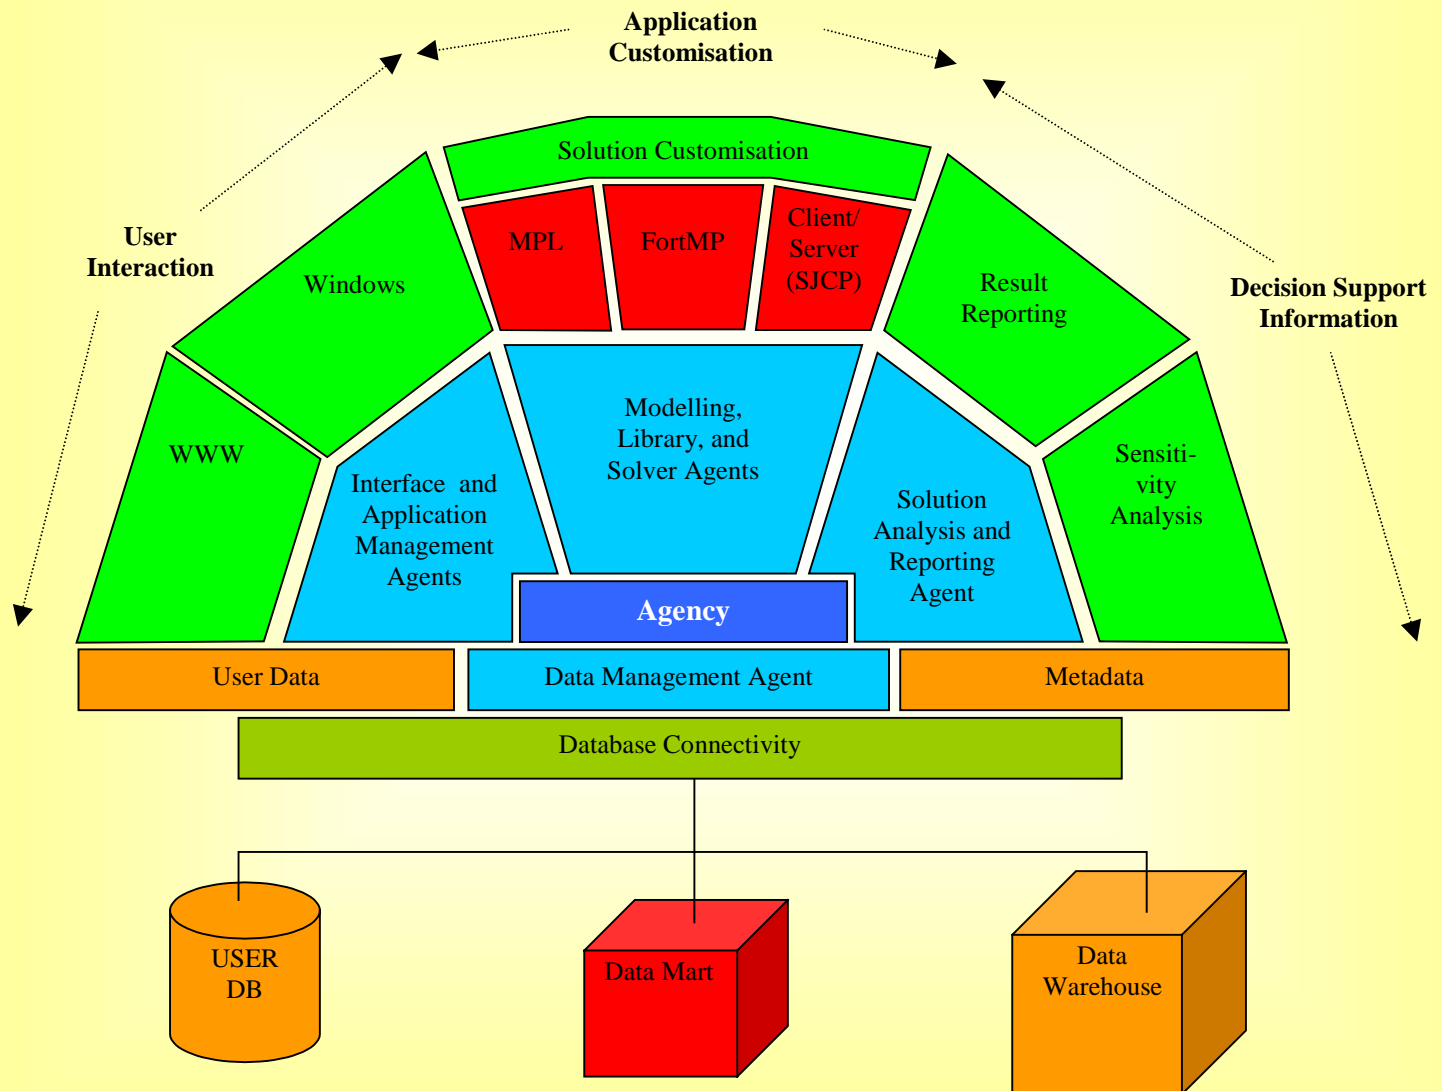 Application
Customisation
User
Interaction
Decision Support
Information
Solution Customisation
MPL
FortMP
Client/
Server
(SJCP)
Windows
Result
Reporting
WWW
Sensiti-
vity
Analysis
Interface and
Application
Management
Agents
Modelling,
Library, and
Solver Agents
Solution
Analysis and
Reporting
Agent
Agency
User Data
Data Management Agent
Metadata
Database Connectivity
USER
DB
Data Mart
Data
Warehouse